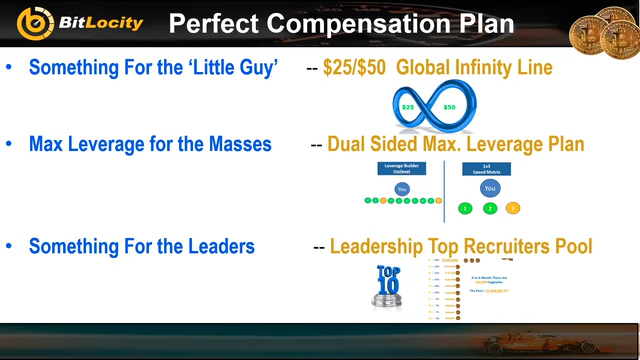 BitLocity
Perfect Compensation Plan
• Something For the ‘Little Guy’ -- $25/$50 Global Infinity Line
$25 $50
• Max Leverage for the Masses -- Dual Sided Max. Leverage Plan
Leverage Builder
Unilevel
1x3
Speed Matrix
You
You
1 2 3
• Something For the Leaders -- Leadership Top Recruiters Pool
TOP
10